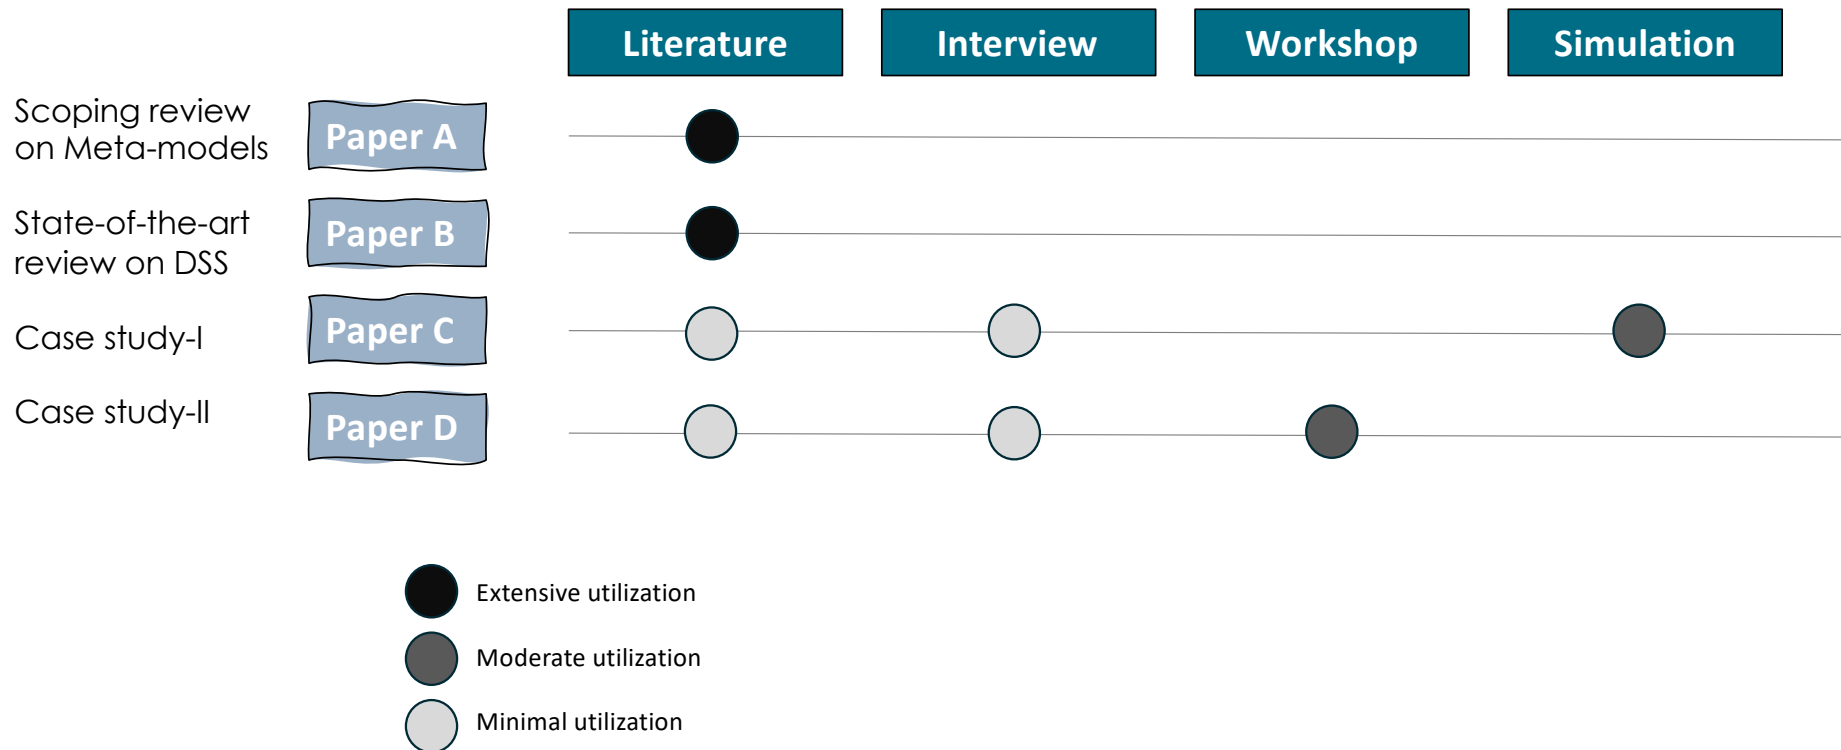 Literature
Interview
Workshop
Simulation
Scoping review
on Meta-models
Paper A
State-of-the-art
review on DSS
Paper B
Case study-I
Paper C
Case study-II
Paper D
Extensive utilization
Moderate utilization
Minimal utilization